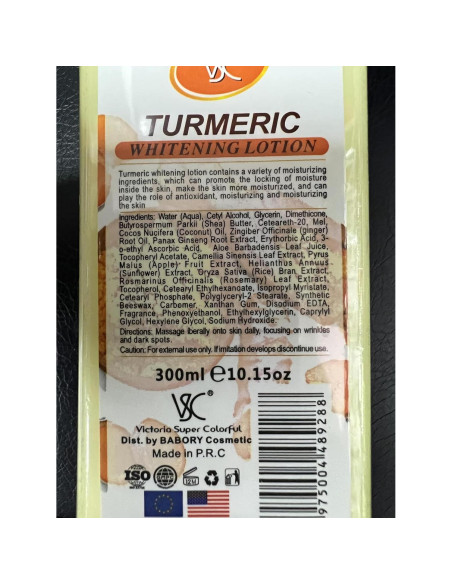 VSC
TURMERIC
WHITENING LOTION
Turmeric whitening lotion contains a variety of moisturizing
ingredients, which can promote the locking of moisture
inside the skin, make the skin more moisturized, and can
play the role of antioxidant, moisturizing and moisturizing
the skin
Ingredients: Water (Aqua), Cetyl Alcohol, Glycerin, Dimethicone,
Butyrospermum Parkii (Shea) Butter, Ceteareth-20, Mel,
Cocos Nucifera (Coconut) Oil, Zingiber Officinale (ginger)
Root Oil, Panax Ginseng Root Extract, Erythorbic Acid, 3-
o-ethyl Ascorbic Acid, Aloe Barbadensis Leaf Juice,
Tocopheryl Acetate, Camellia Sinensis Leaf Extract, Pyrus
Malus (Apple) Fruit Extract, Helianthus Annuus
(Sunflower) Extract, Oryza Sativa (Rice) Bran Extract,
Rosmarinus Officinalis (Rosemary) Leaf Extract,
Tocopherol, Cetearyl Ethylhexanoate, Isopropyl Myristate,
Cetearyl Phosphate, Polyglyceryl-2 Stearate, Synthetic
Beeswax, Carbomer, Xanthan Gum, Disodium EDTA,
Fragrance, Phenoxyethanol, Ethylhexylglycerin, Caprylyl
Glycol, Hexylene Glycol, Sodium Hydroxide.
Directions: Massage liberally onto skin daily, focusing on wrinkles
and dark spots.
Caution: For external use only. If imitation develops discontinue use.
300ml ℮10.15oz
VSC
Victoria Super Colorful
Dist. by BABORY Cosmetic
Made in P.R.C
ISO
GMP
12M
975004489288